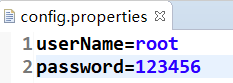 config.properties
1 userName=root
2 password=123456